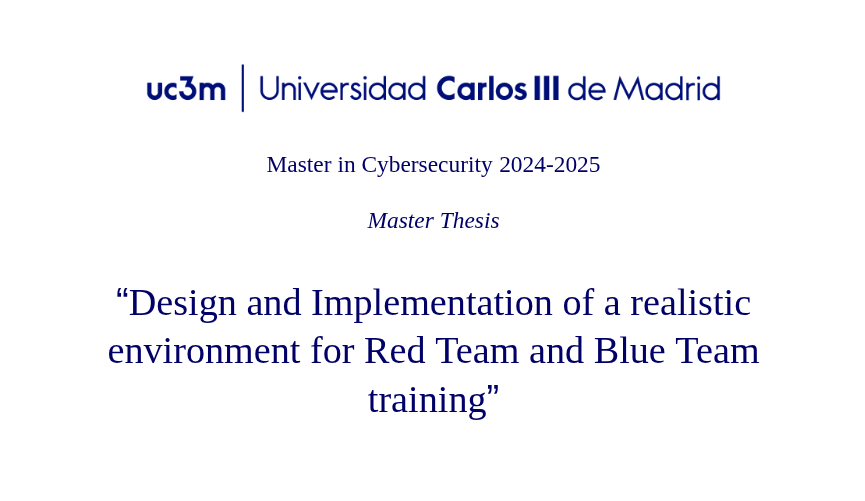 uc3m | Universidad Carlos III de Madrid
Master in Cybersecurity 2024-2025
Master Thesis
“Design and Implementation of a realistic
environment for Red Team and Blue Team
training”